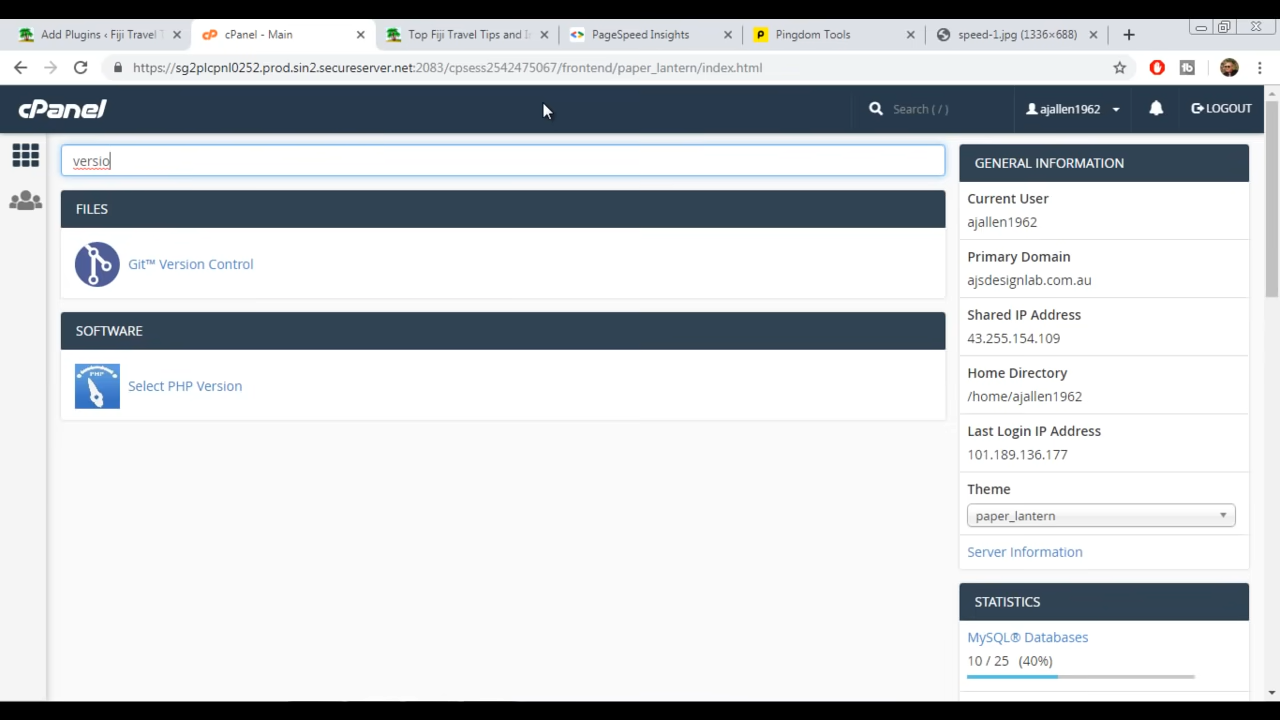 Add Plugins ‹ Fiji Travel T
cPanel - Main
Top Fiji Travel Tips and I
PageSpeed Insights
Pingdom Tools
speed-1.jpg (1336×688)
https://sg2plcpnl0252.prod.sin2.secureserver.net:2083/cpsess2542475067/frontend/paper_lantern/index.html
cPanel
Search ( / )
ajallen1962
LOGOUT
versio
FILES
Git™ Version Control
SOFTWARE
PHP
Select PHP Version
GENERAL INFORMATION
Current User
ajallen1962
Primary Domain
ajsdesignlab.com.au
Shared IP Address
43.255.154.109
Home Directory
/home/ajallen1962
Last Login IP Address
101.189.136.177
Theme
paper_lantern
Server Information
STATISTICS
MySQL® Databases
10 / 25 (40%)